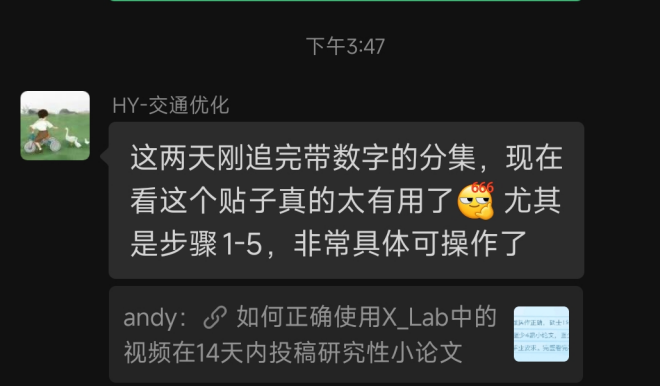 下午3:47
HY-交通优化
这两天刚追完带数字的分集，现在
看这个贴子真的太有用了666 尤其
是步骤1-5，非常具体可操作了
andy： 如何正确使用X_Lab中的
视频在14天内投稿研究性小论文